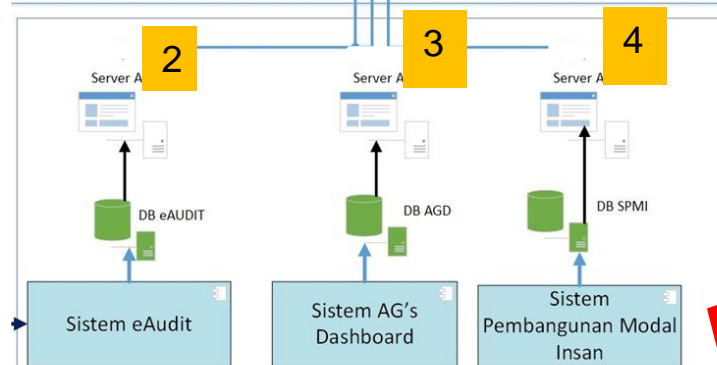 2
3
4
Server A
Server A
Server A
DB eAUDIT
DB AGD
DB SPMI
Sistem eAudit
Sistem AG's
Dashboard
Sistem
Pembangunan Modal
Insan